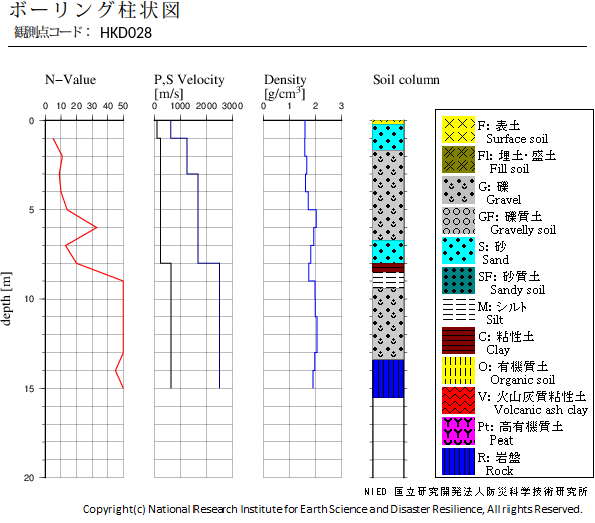 ボーリング柱状図
観測点コード： HKD028
N−Value P,S Velocity Density Soil column
[m/s] [g/cm³]
0 10 20 30 40 50 0 1000 2000 3000 0 1 2 3
0
5
10
15
20
depth [m]
F: 表土
Surface soil
Fl: 埋土・盛土
Fill soil
G: 礫
Gravel
GF: 礫質土
Gravelly soil
S: 砂
Sand
SF: 砂質土
Sandy soil
M: シルト
Silt
C: 粘性土
Clay
O: 有機質土
Organic soil
V: 火山灰質粘性土
Volcanic ash clay
Pt: 高有機質土
Peat
R: 岩盤
Rock
NIED 国立研究開発法人防災科学技術研究所
Copyright(c) National Research Institute for Earth Science and Disaster Resilience, All rights Reserved.